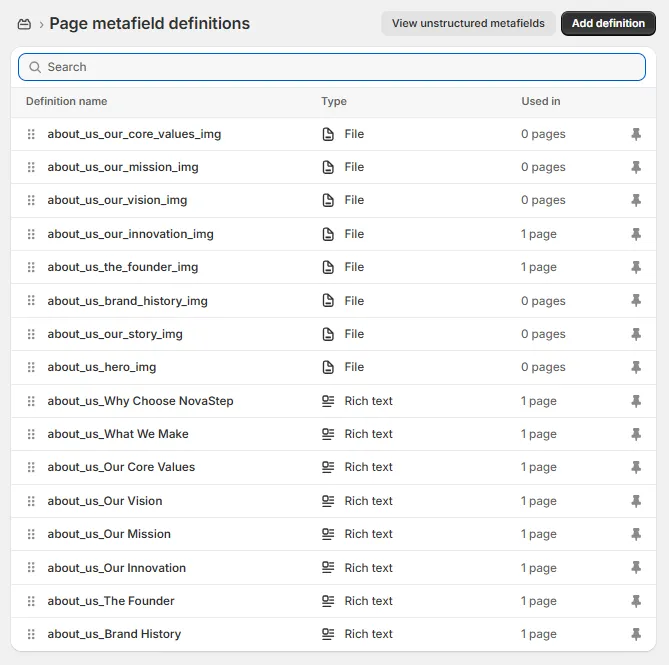 Page metafield definitions View unstructured metafields Add definition
Search
Definition name Type Used in
about_us_our_core_values_img File 0 pages
about_us_our_mission_img File 0 pages
about_us_our_vision_img File 0 pages
about_us_our_innovation_img File 1 page
about_us_the_founder_img File 1 page
about_us_brand_history_img File 0 pages
about_us_our_story_img File 0 pages
about_us_hero_img File 0 pages
about_us_Why Choose NovaStep Rich text 1 page
about_us_What We Make Rich text 1 page
about_us_Our Core Values Rich text 1 page
about_us_Our Vision Rich text 1 page
about_us_Our Mission Rich text 1 page
about_us_Our Innovation Rich text 1 page
about_us_The Founder Rich text 1 page
about_us_Brand History Rich text 1 page